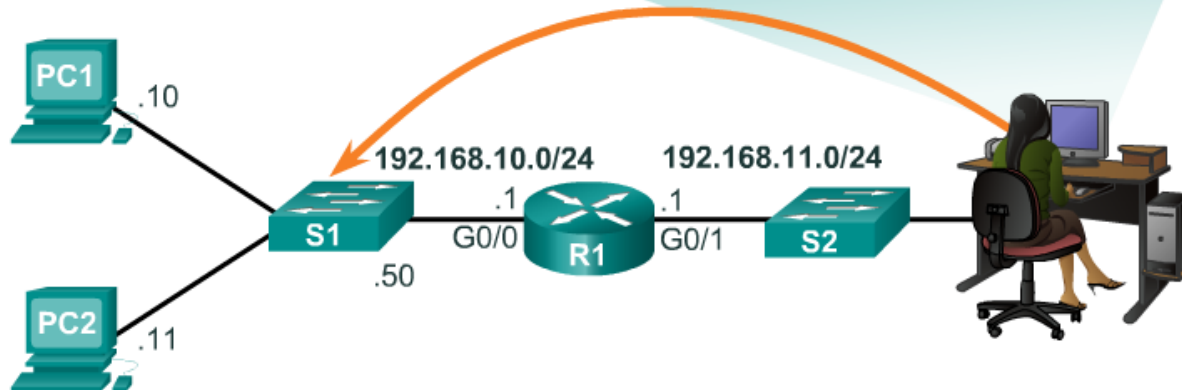 PC1
.10
192.168.10.0/24
192.168.11.0/24
.1
.1
S1
G0/0
R1
G0/1
S2
.50
PC2
.11